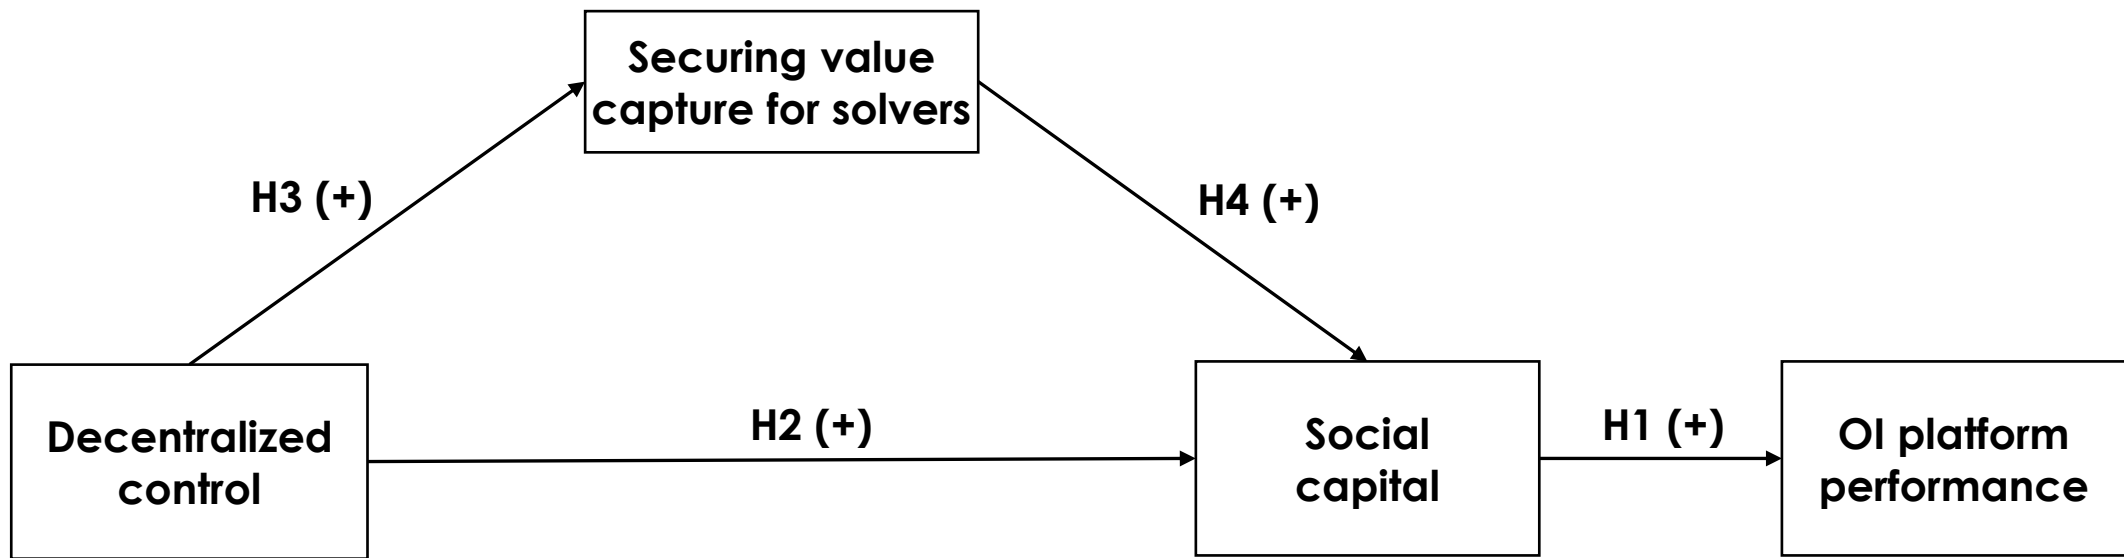 Securing value
capture for solvers
H3 (+)
H4 (+)
Decentralized
control
H2 (+)
Social
capital
H1 (+)
OI platform
performance